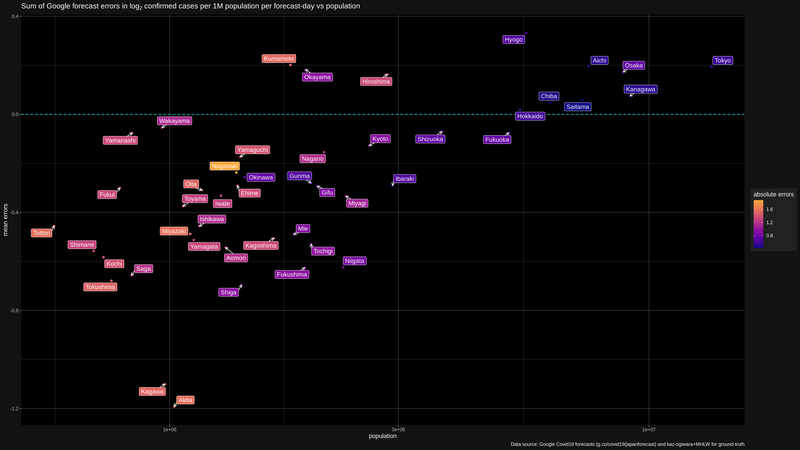 Sum of Google forecast errors in log2 confirmed cases per 1M population per forecast-day vs population
0.4
Hyogo
Kumamoto
Aichi
Tokyo
Osaka
Okayama
Hiroshima
Kanagawa
Chiba
Saitama
Hokkaido
0.0
Wakayama
Yamanashi
Kyoto
Shizuoka
Fukuoka
Yamaguchi
Nagano
Nagasaki
Okinawa
Gunma
Ibaraki
Oita
Fukui
Ehime
Gifu
Toyama
Iwate
Miyagi
-0.4
Ishikawa
Tottori
Miyazaki
Mie
Shimane
Yamagata
Kagoshima
Tochigi
Aomori
Kochi
Saga
Niigata
Fukushima
Tokushima
Shiga
-0.8
Kagawa
Akita
-1.2
mean errors
1e+06
3e+06
1e+07
population
absolute errors
1.6
1.2
0.8
Data source: Google Covid19 forecasts (g.co/covid19/japanforecast) and kaz-ogiwara+MHLW for ground-truth